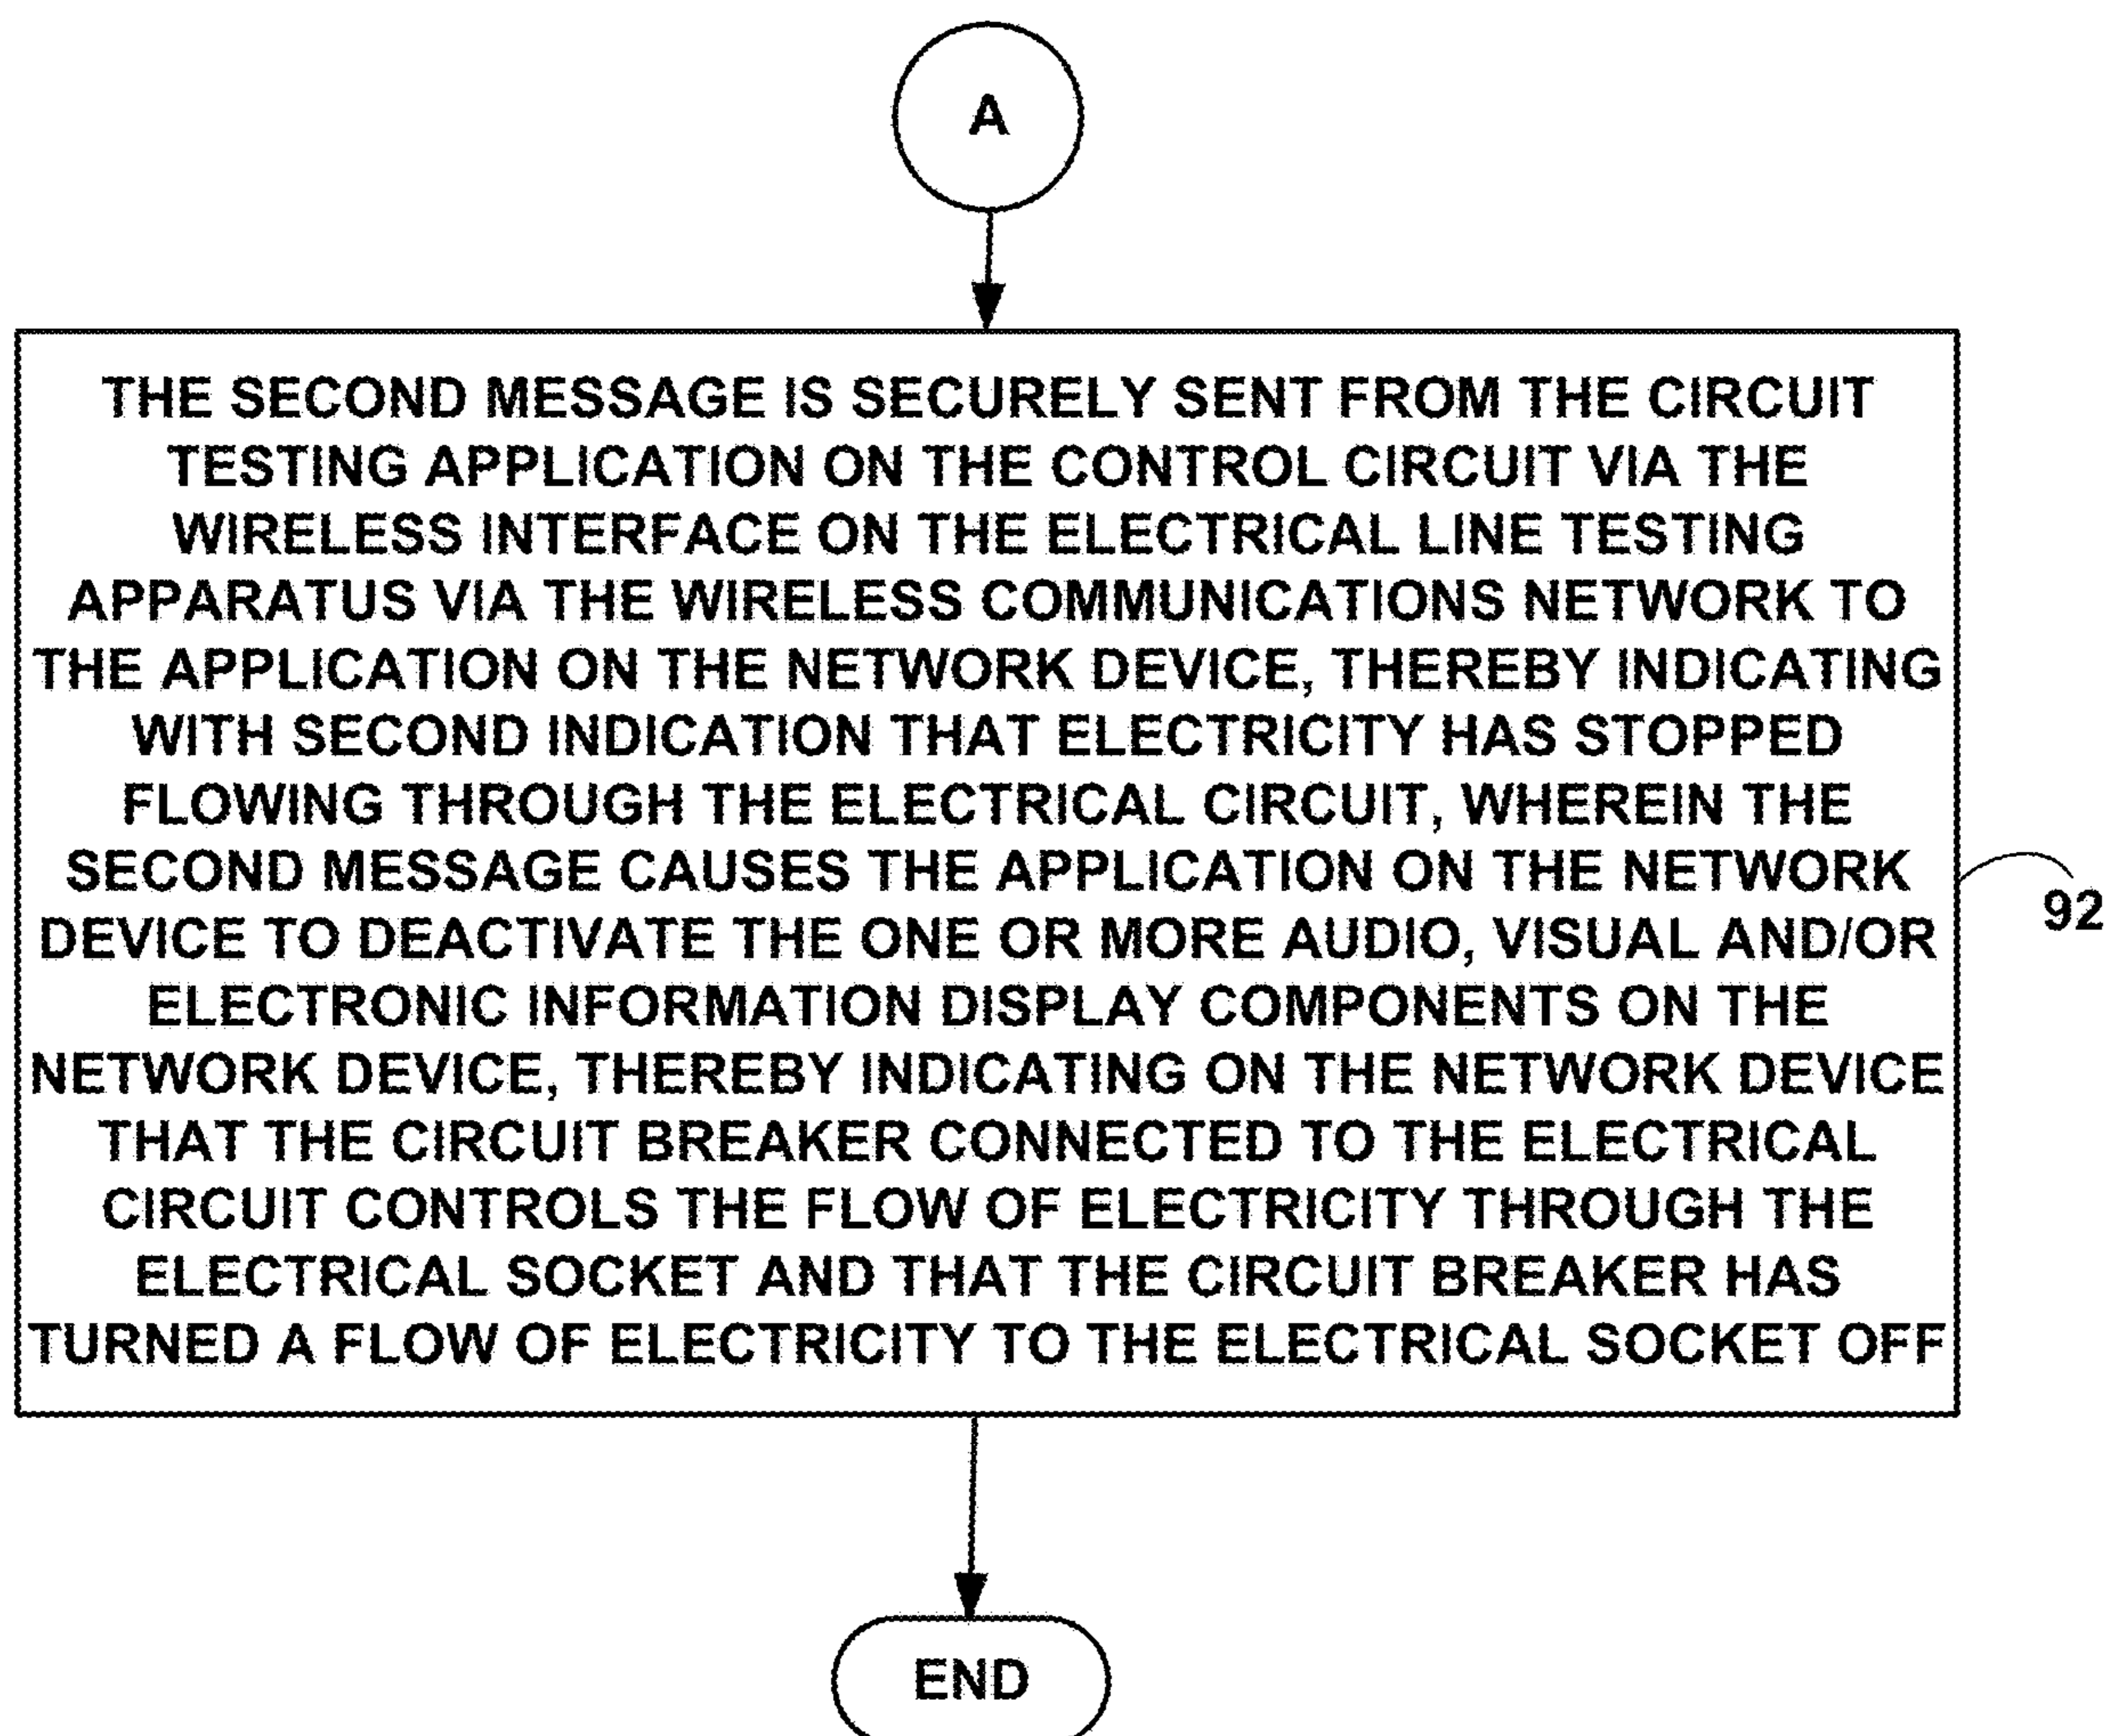 A
THE SECOND MESSAGE IS SECURELY SENT FROM THE CIRCUIT
TESTING APPLICATION ON THE CONTROL CIRCUIT VIA THE
WIRELESS INTERFACE ON THE ELECTRICAL LINE TESTING
APPARATUS VIA THE WIRELESS COMMUNICATIONS NETWORK TO
THE APPLICATION ON THE NETWORK DEVICE, THEREBY INDICATING
WITH SECOND INDICATION THAT ELECTRICITY HAS STOPPED
FLOWING THROUGH THE ELECTRICAL CIRCUIT, WHEREIN THE
SECOND MESSAGE CAUSES THE APPLICATION ON THE NETWORK
DEVICE TO DEACTIVATE THE ONE OR MORE AUDIO, VISUAL AND/OR
ELECTRONIC INFORMATION DISPLAY COMPONENTS ON THE
NETWORK DEVICE, THEREBY INDICATING ON THE NETWORK DEVICE
THAT THE CIRCUIT BREAKER CONNECTED TO THE ELECTRICAL
CIRCUIT CONTROLS THE FLOW OF ELECTRICITY THROUGH THE
ELECTRICAL SOCKET AND THAT THE CIRCUIT BREAKER HAS
TURNED A FLOW OF ELECTRICITY TO THE ELECTRICAL SOCKET OFF
92
END